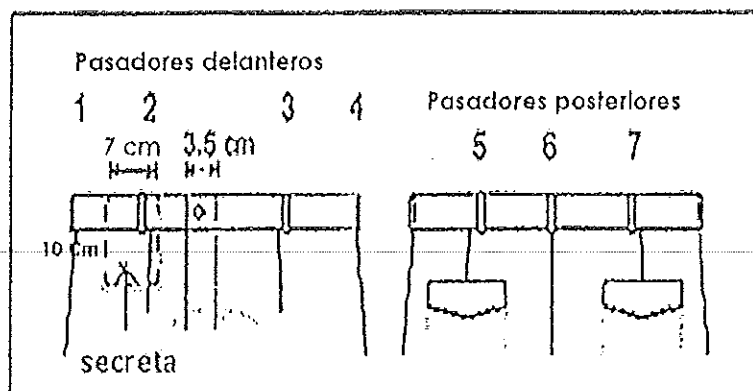 Pasadores delanteros
1 2 3 4
7 cm 3,5 cm
10 cm
secreta
Pasadores posteriores
5 6 7